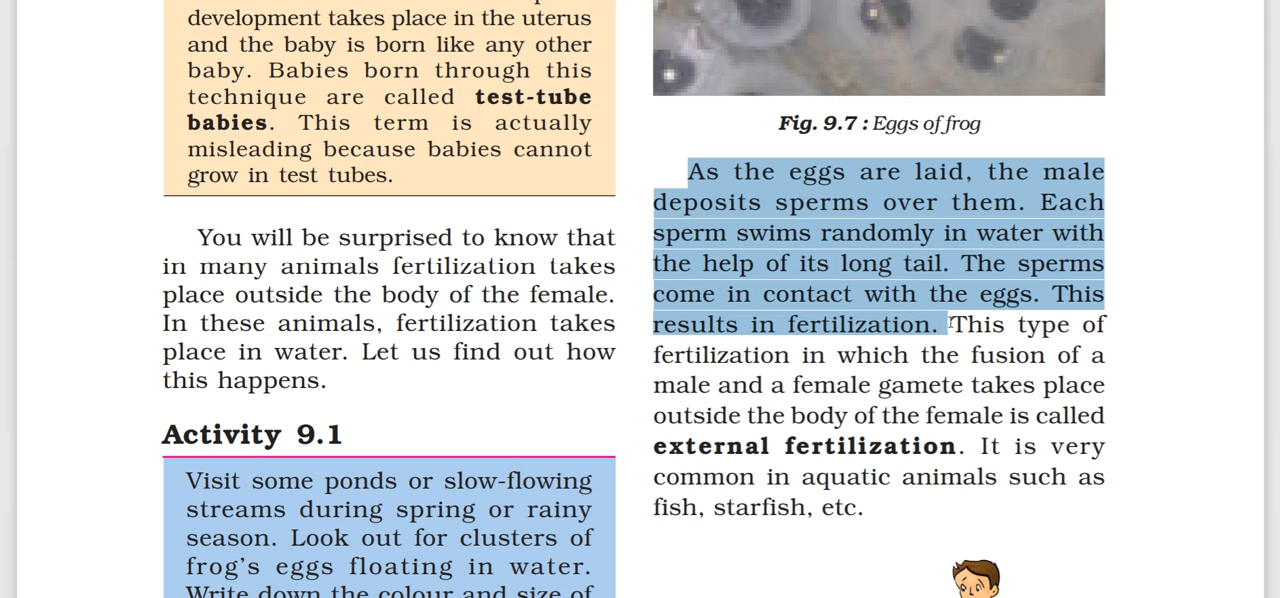 development takes place in the uterus
and the baby is born like any other
baby. Babies born through this
technique are called test-tube
babies. This term is actually
misleading because babies cannot
grow in test tubes.
You will be surprised to know that
in many animals fertilization takes
place outside the body of the female.
In these animals, fertilization takes
place in water. Let us find out how
this happens.
Activity 9.1
Visit some ponds or slow-flowing
streams during spring or rainy
season. Look out for clusters of
frog's eggs floating in water.
Write down the colour and size of
Fig. 9.7 : Eggs of frog
As the eggs are laid, the male
deposits sperms over them. Each
sperm swims randomly in water with
the help of its long tail. The sperms
come in contact with the eggs. This
results in fertilization. This type of
fertilization in which the fusion of a
male and a female gamete takes place
outside the body of the female is called
external fertilization. It is very
common in aquatic animals such as
fish, starfish, etc.